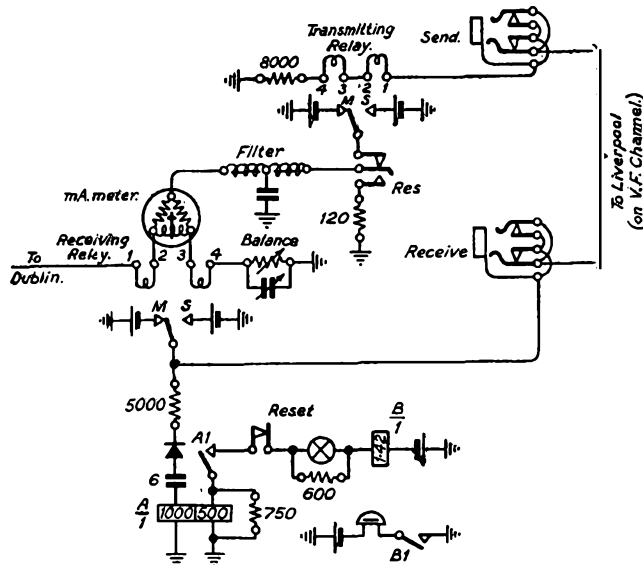 Transmitting
Relay.
Send.
8000
4 3 2 1
M S
Filter
Res
120
mA.meter.
Receiving
Relay.
1 2 3 4
Balance
To
Dublin.
Receive
To Liverpool
(on V.F. Channel.)
M S
5000
A1
Reset
B
1
1·42
6
600
A
1
1000 500
750
B1